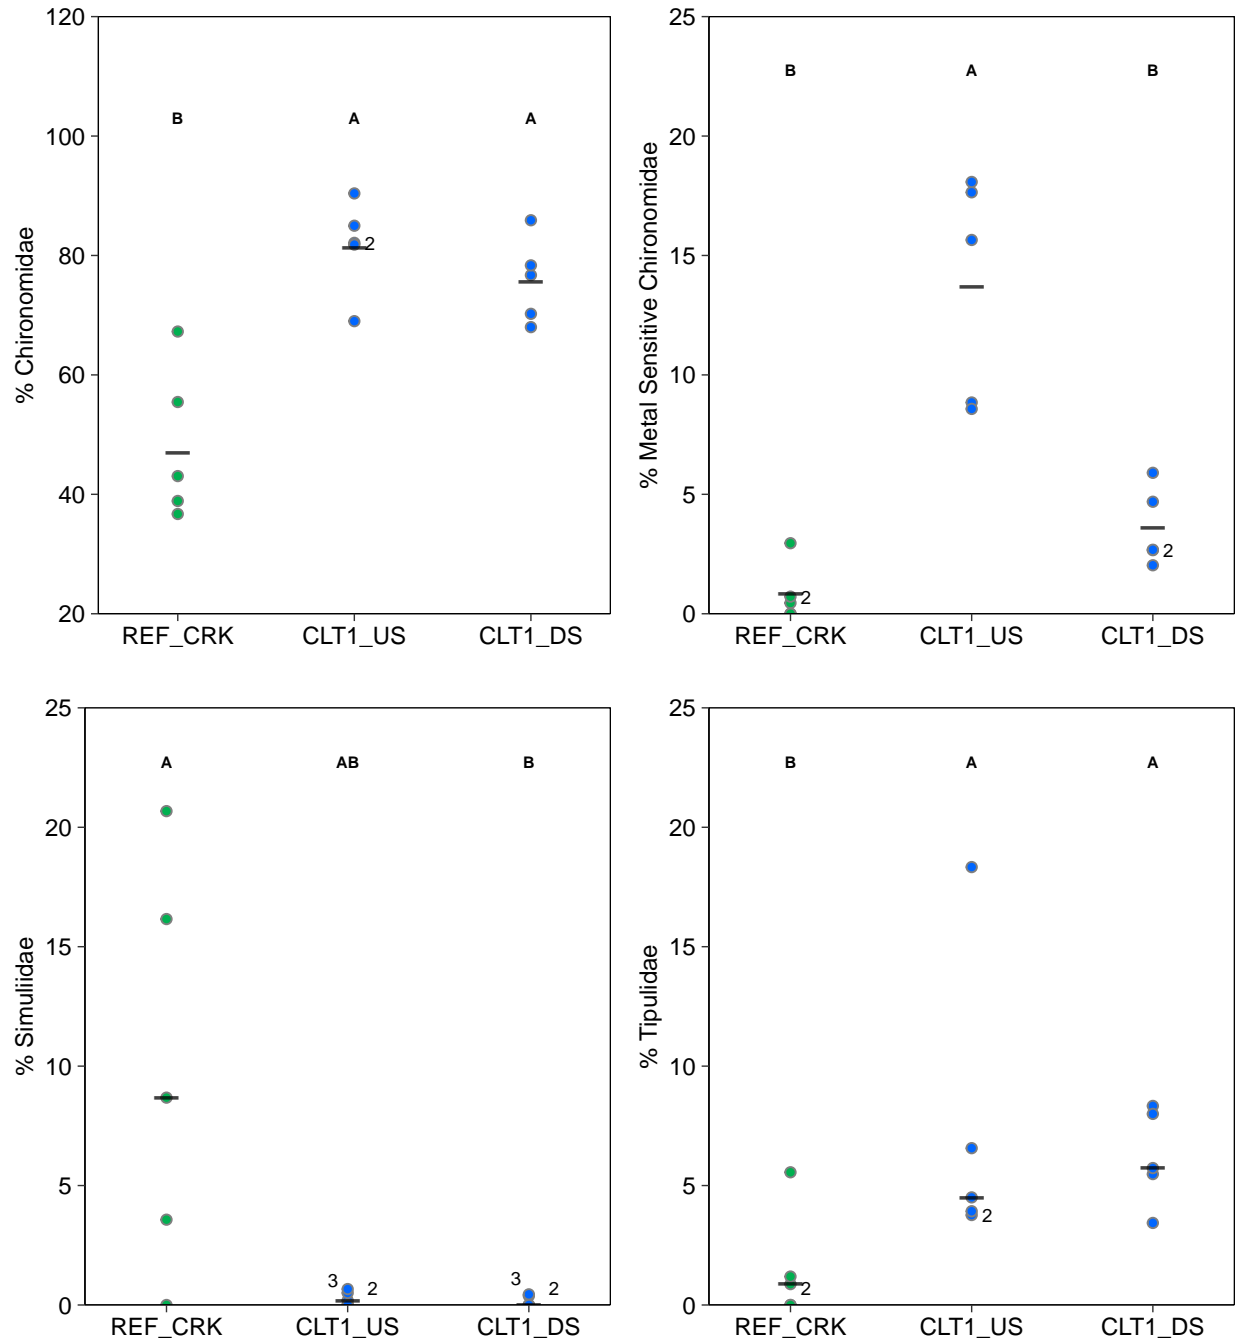 % Chironomidae
120
100
80
60
40
20
B
A
A
2
REF_CRK
CLT1_US
CLT1_DS
% Metal Sensitive Chironomidae
25
20
15
10
5
0
B
A
B
2
2
REF_CRK
CLT1_US
CLT1_DS
% Simuliidae
25
20
15
10
5
0
A
AB
B
3
2
3
2
REF_CRK
CLT1_US
CLT1_DS
% Tipulidae
25
20
15
10
5
0
B
A
A
2
2
REF_CRK
CLT1_US
CLT1_DS